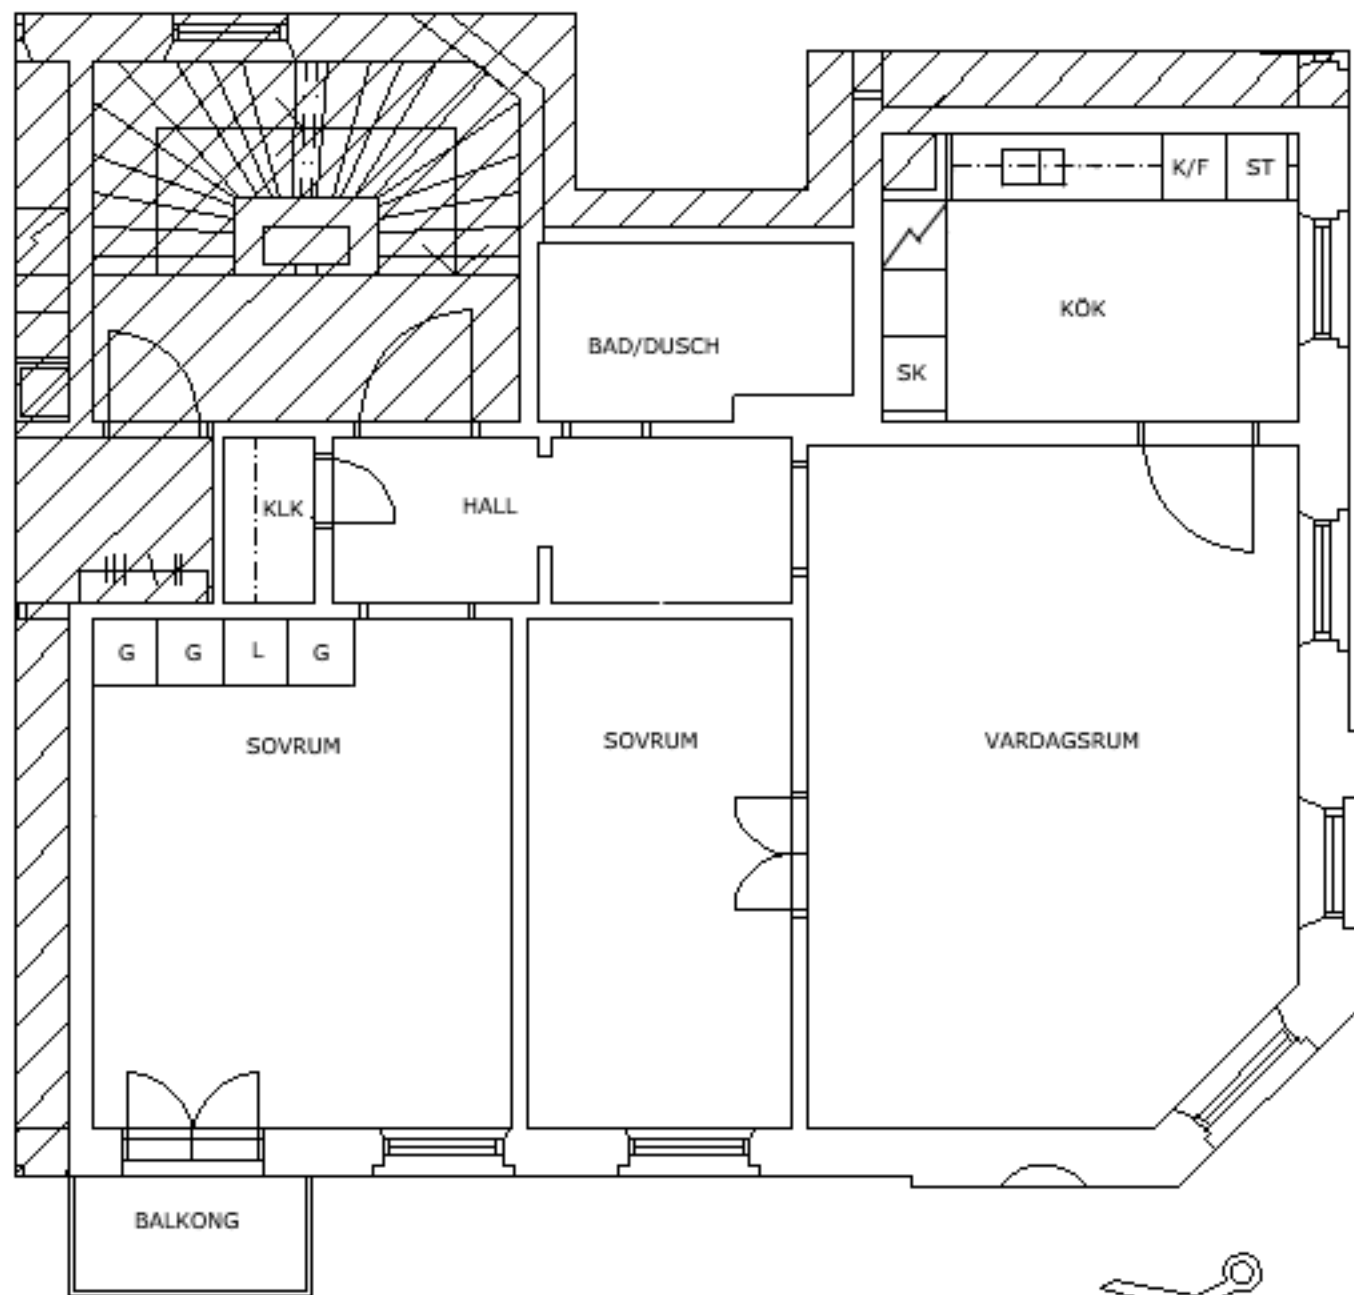 K/F
ST
KÖK
BAD/DUSCH
SK
KLK
HALL
G
G
L
G
SOVRUM
SOVRUM
VARDAGSRUM
BALKONG